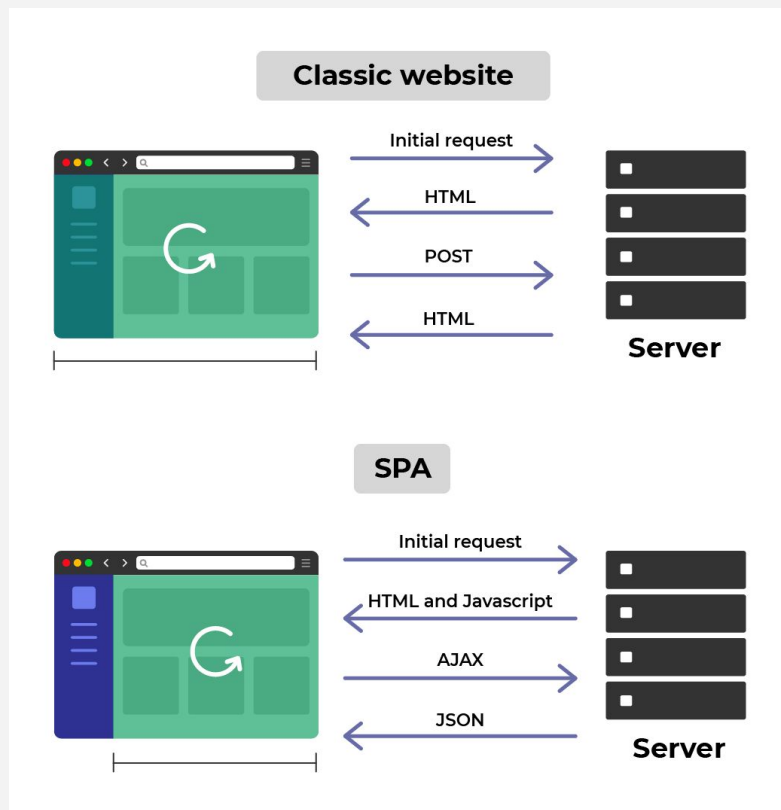 Classic website
Initial request
HTML
POST
HTML
Server
SPA
Initial request
HTML and Javascript
AJAX
JSON
Server